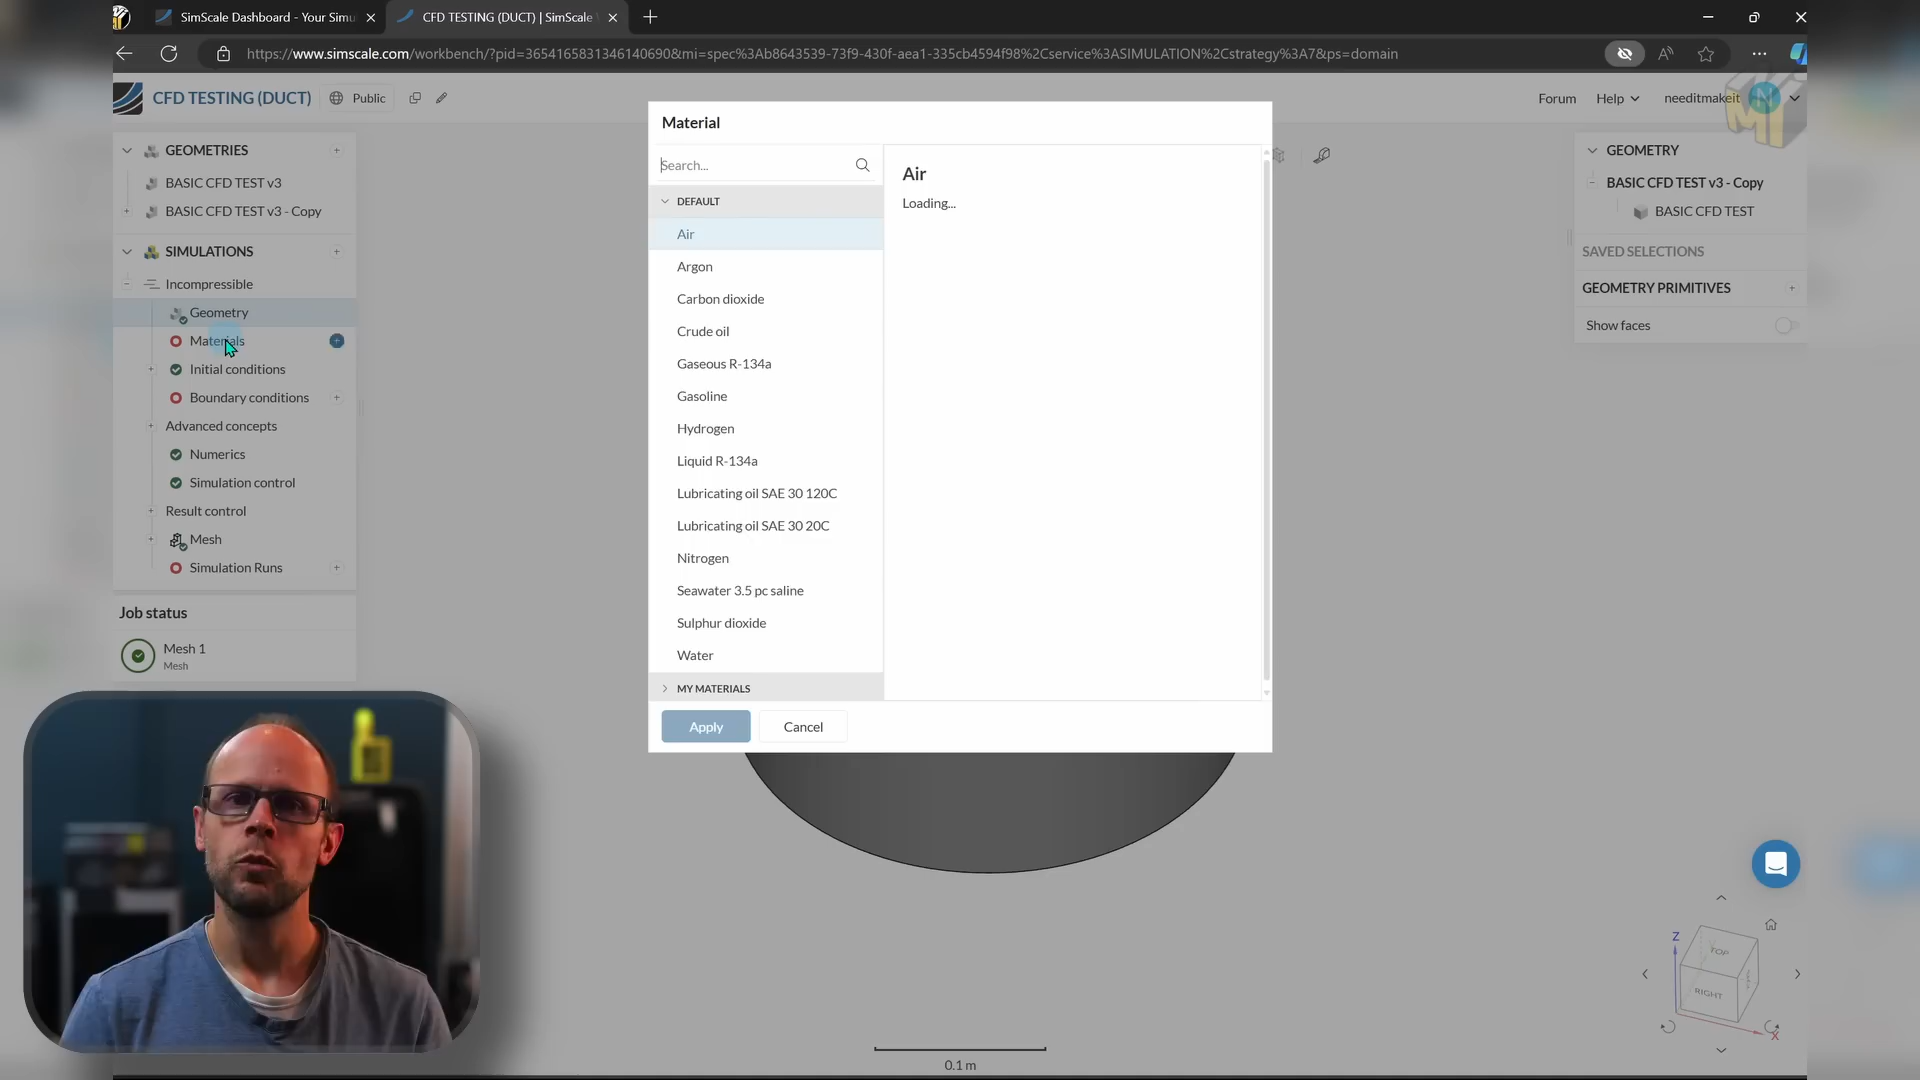 SimScale Dashboard - Your Simu
CFD TESTING (DUCT) | SimScale
https://www.simscale.com/workbench/?pid=3654165831346140690&mi=spec%3Ab8643539-73f9-430f-aea1-335cb4594f98%2Cservice%3ASIMULATION%2Cstrategy%3A7&ps=domain
CFD TESTING (DUCT)
Public
Forum
Help
needitmakeit
GEOMETRIES
BASIC CFD TEST v3
BASIC CFD TEST v3 - Copy
SIMULATIONS
Incompressible
Geometry
Materials
Initial conditions
Boundary conditions
Advanced concepts
Numerics
Simulation control
Result control
Mesh
Simulation Runs
Job status
Mesh 1
Mesh
Material
Search...
DEFAULT
Air
Argon
Carbon dioxide
Crude oil
Gaseous R-134a
Gasoline
Hydrogen
Liquid R-134a
Lubricating oil SAE 30 120C
Lubricating oil SAE 30 20C
Nitrogen
Seawater 3.5 pc saline
Sulphur dioxide
Water
MY MATERIALS
Apply
Cancel
Air
Loading...
GEOMETRY
BASIC CFD TEST v3 - Copy
BASIC CFD TEST
SAVED SELECTIONS
GEOMETRY PRIMITIVES
Show faces
Z
TOP
RIGHT
X
0.1 m